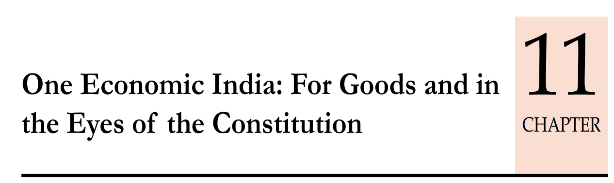 One Economic India: For Goods and in
the Eyes of the Constitution
11
CHAPTER